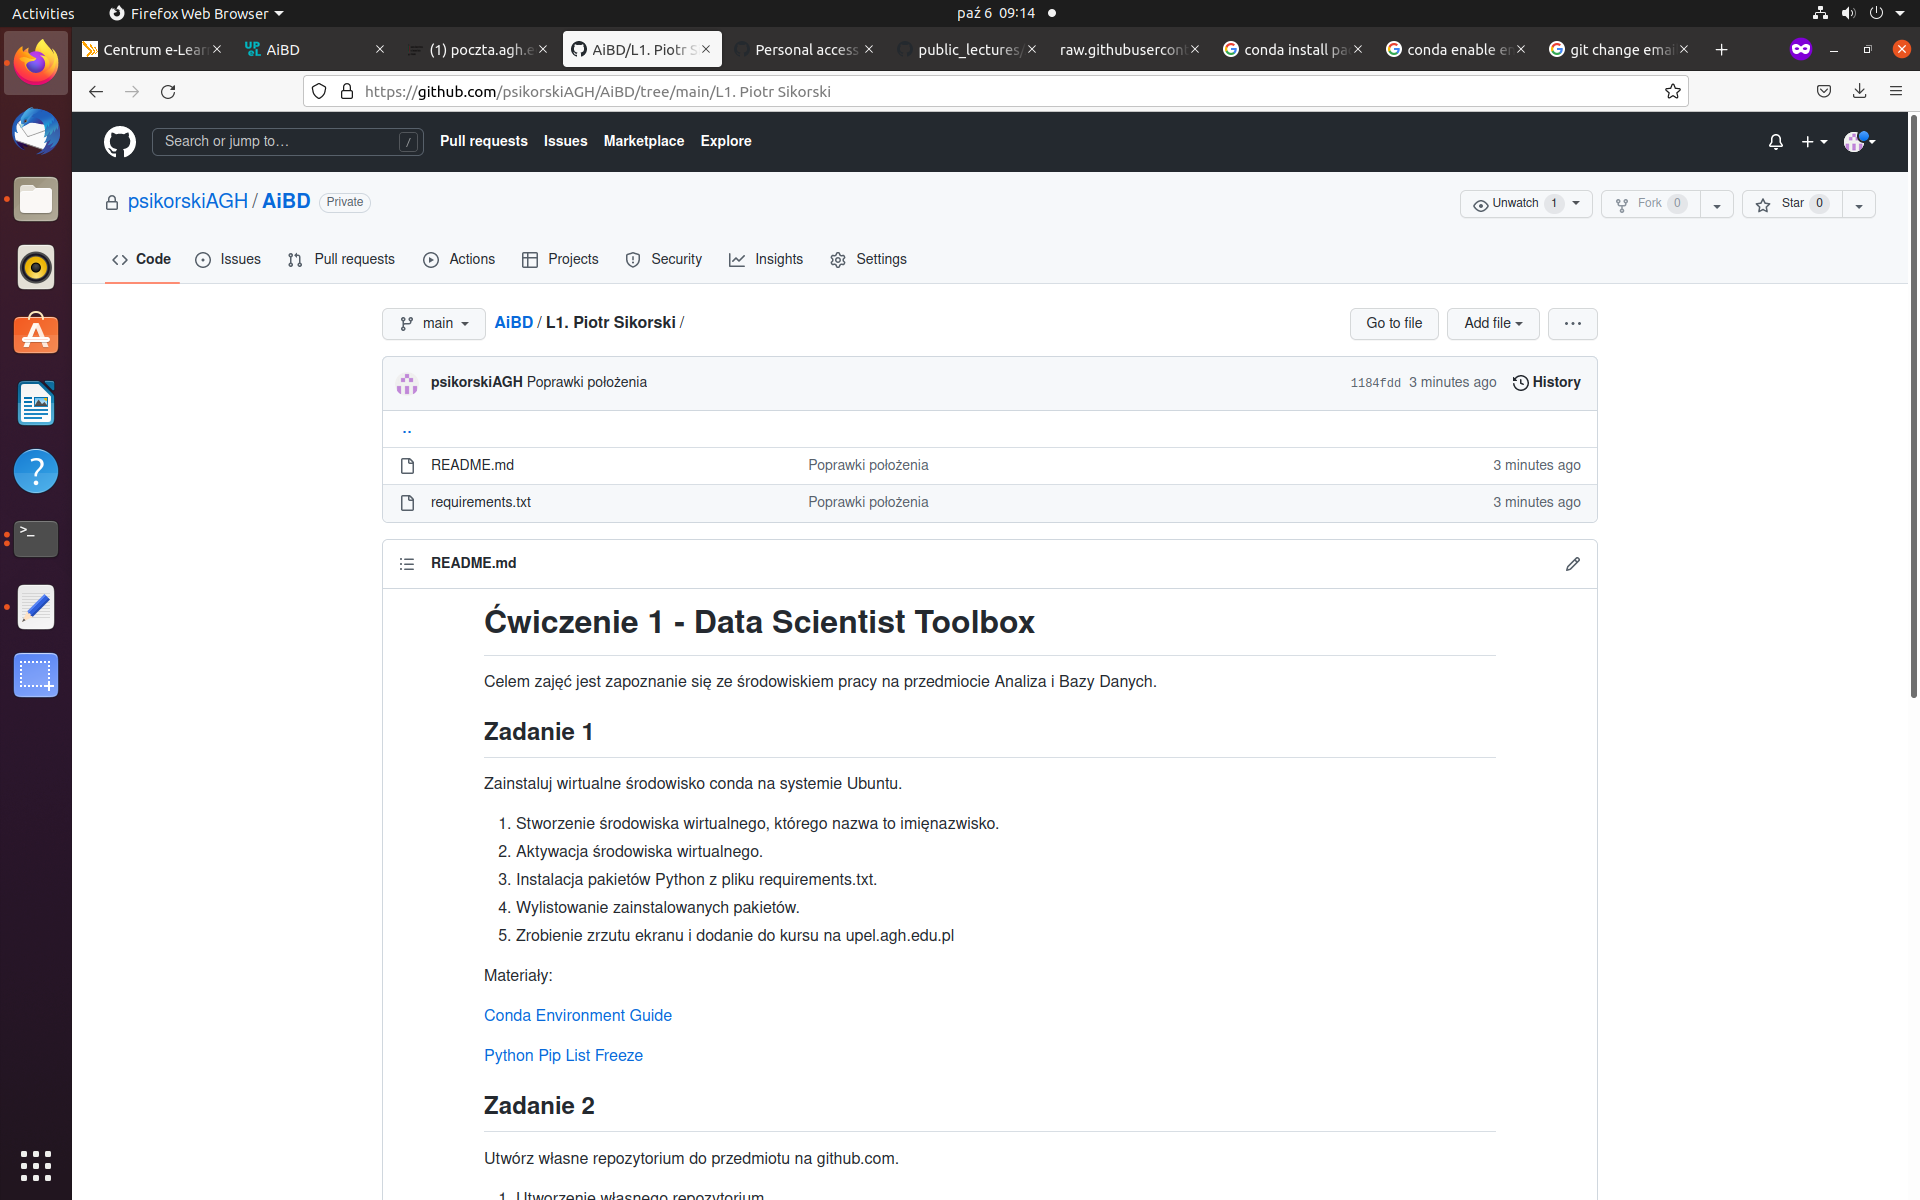 Activities
Firefox Web Browser
paź 6 09:14
Centrum e-Lear
UPeL
AiBD
(1) poczta.agh.e
AiBD/L1. Piotr S
Personal access
public_lectures/
raw.githubusercont
conda install pa
conda enable en
git change emai
https://github.com/psikorskiAGH/AiBD/tree/main/L1. Piotr Sikorski
Search or jump to…
/
Pull requests
Issues
Marketplace
Explore
psikorskiAGH / AiBD
Private
Unwatch 1
Fork 0
Star 0
Code
Issues
Pull requests
Actions
Projects
Security
Insights
Settings
main
AiBD / L1. Piotr Sikorski /
Go to file
Add file
psikorskiAGH Poprawki położenia
1184fdd 3 minutes ago
History
..
README.md
Poprawki położenia
3 minutes ago
requirements.txt
Poprawki położenia
3 minutes ago
README.md
Ćwiczenie 1 - Data Scientist Toolbox
Celem zajęć jest zapoznanie się ze środowiskiem pracy na przedmiocie Analiza i Bazy Danych.
Zadanie 1
Zainstaluj wirtualne środowisko conda na systemie Ubuntu.
1. Stworzenie środowiska wirtualnego, którego nazwa to imięnazwisko.
2. Aktywacja środowiska wirtualnego.
3. Instalacja pakietów Python z pliku requirements.txt.
4. Wylistowanie zainstalowanych pakietów.
5. Zrobienie zrzutu ekranu i dodanie do kursu na upel.agh.edu.pl
Materiały:
Conda Environment Guide
Python Pip List Freeze
Zadanie 2
Utwórz własne repozytorium do przedmiotu na github.com.
1. Utworzenie własnego repozytorium